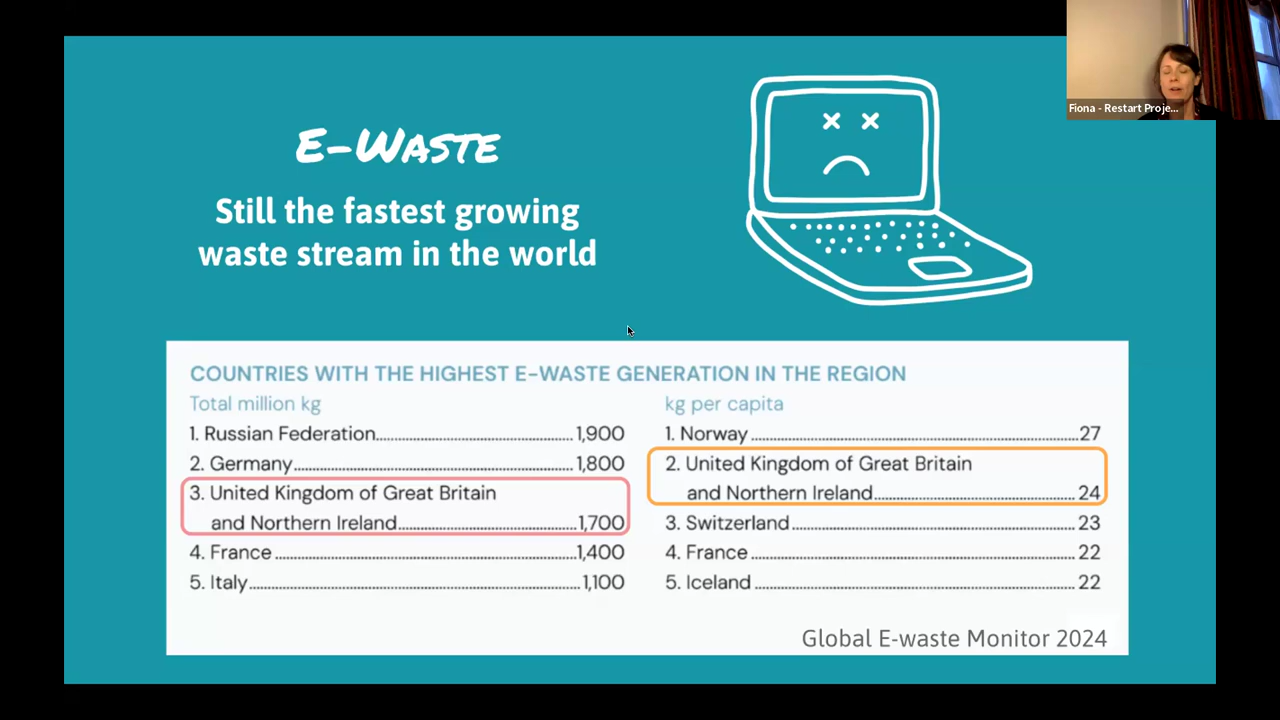 Fiona - Restart Proje...
E-Waste
Still the fastest growing
waste stream in the world
COUNTRIES WITH THE HIGHEST E-WASTE GENERATION IN THE REGION
Total million kg
1. Russian Federation 1,900
2. Germany 1,800
3. United Kingdom of Great Britain
and Northern Ireland 1,700
4. France 1,400
5. Italy 1,100
kg per capita
1. Norway 27
2. United Kingdom of Great Britain
and Northern Ireland 24
3. Switzerland 23
4. France 22
5. Iceland 22
Global E-waste Monitor 2024